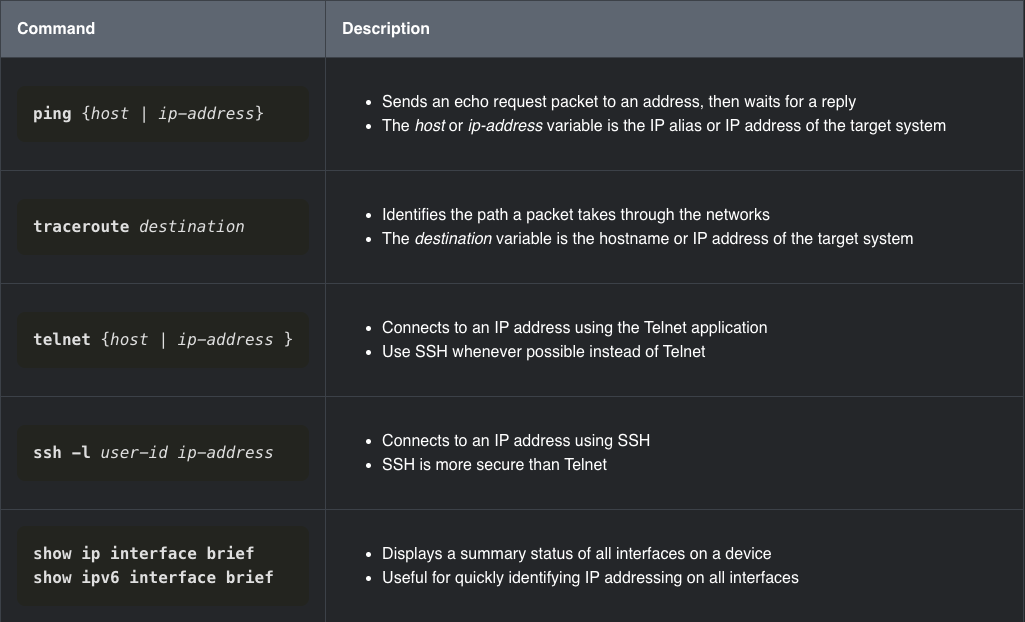 Command
Description
ping {host | ip-address}
Sends an echo request packet to an address, then waits for a reply
The host or ip-address variable is the IP alias or IP address of the target system
traceroute destination
Identifies the path a packet takes through the networks
The destination variable is the hostname or IP address of the target system
telnet {host | ip-address }
Connects to an IP address using the Telnet application
Use SSH whenever possible instead of Telnet
ssh -l user-id ip-address
Connects to an IP address using SSH
SSH is more secure than Telnet
show ip interface brief
show ipv6 interface brief
Displays a summary status of all interfaces on a device
Useful for quickly identifying IP addressing on all interfaces